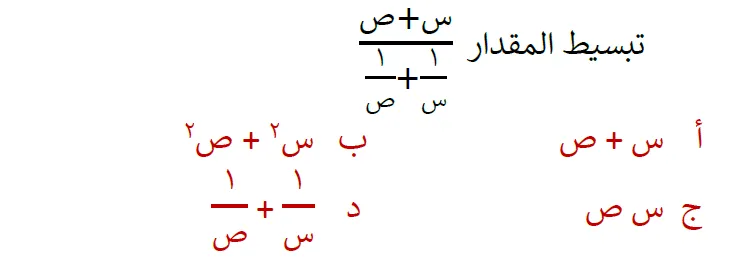 تبسيط المقدار س+ص
١/س + ١/ص
أ س + ص ب س٢ + ص٢
ج س ص د ١/س + ١/ص